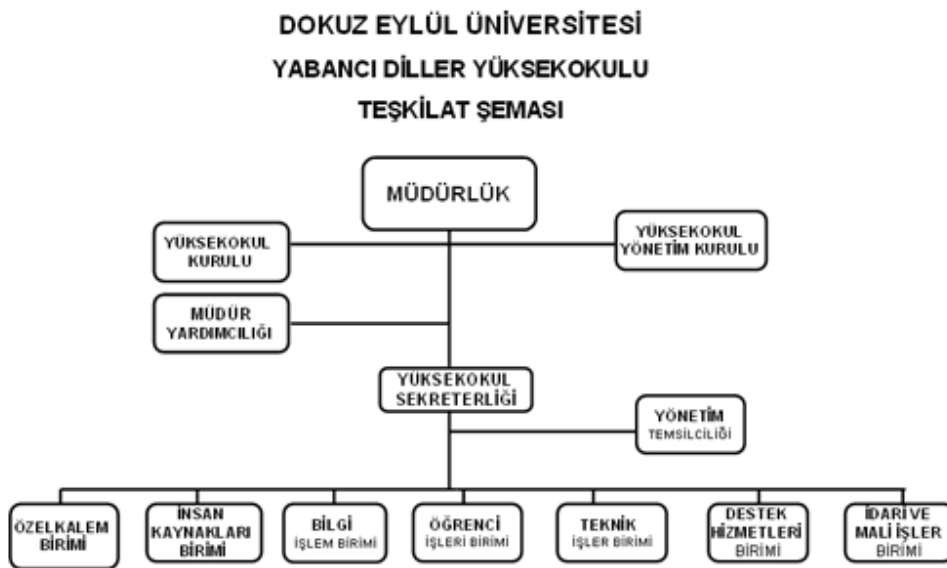 DOKUZ EYLÜL ÜNİVERSİTESİ
YABANCI DİLLER YÜKSEKOKULU
TEŞKİLAT ŞEMASI
MÜDÜRLÜK
YÜKSEKOKUL
KURULU
YÜKSEKOKUL
YÖNETİM KURULU
MÜDÜR
YARDIMCILIĞI
YÜKSEKOKUL
SEKRETERLİĞİ
YÖNETİM
TEMSİLCİLİĞİ
ÖZELKALEM
BİRİMİ
İNSAN
KAYNAKLARI
BİRİMİ
BİLGİ
İŞLEM BİRİMİ
ÖĞRENCİ
İŞLERİ BİRİMİ
TEKNİK
İŞLER BİRİMİ
DESTEK
HİZMETLERİ
BİRİMİ
İDARİ VE
MALİ İŞLER
BİRİMİ